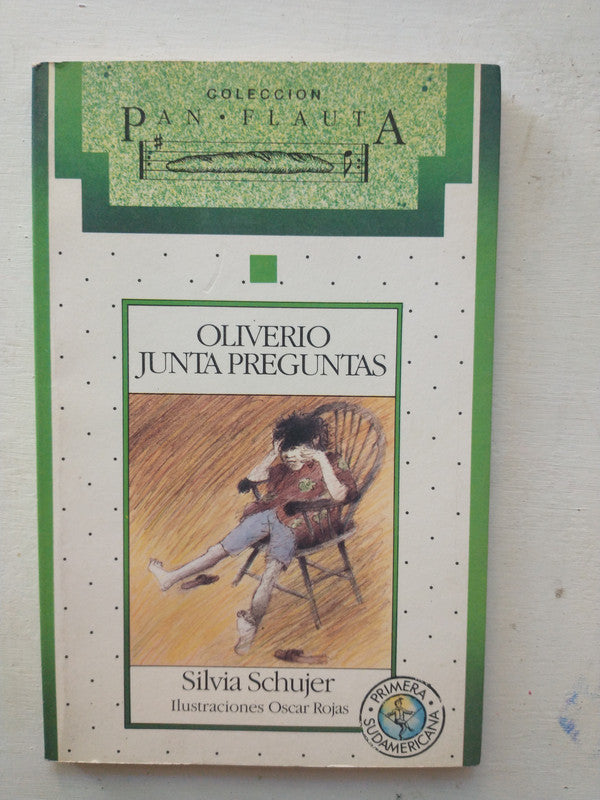 COLECCION
PAN • FLAUTA
OLIVERIO
JUNTA PREGUNTAS
Silvia Schujer
Ilustraciones Oscar Rojas
• PRIMERA •
SUDAMERICANA